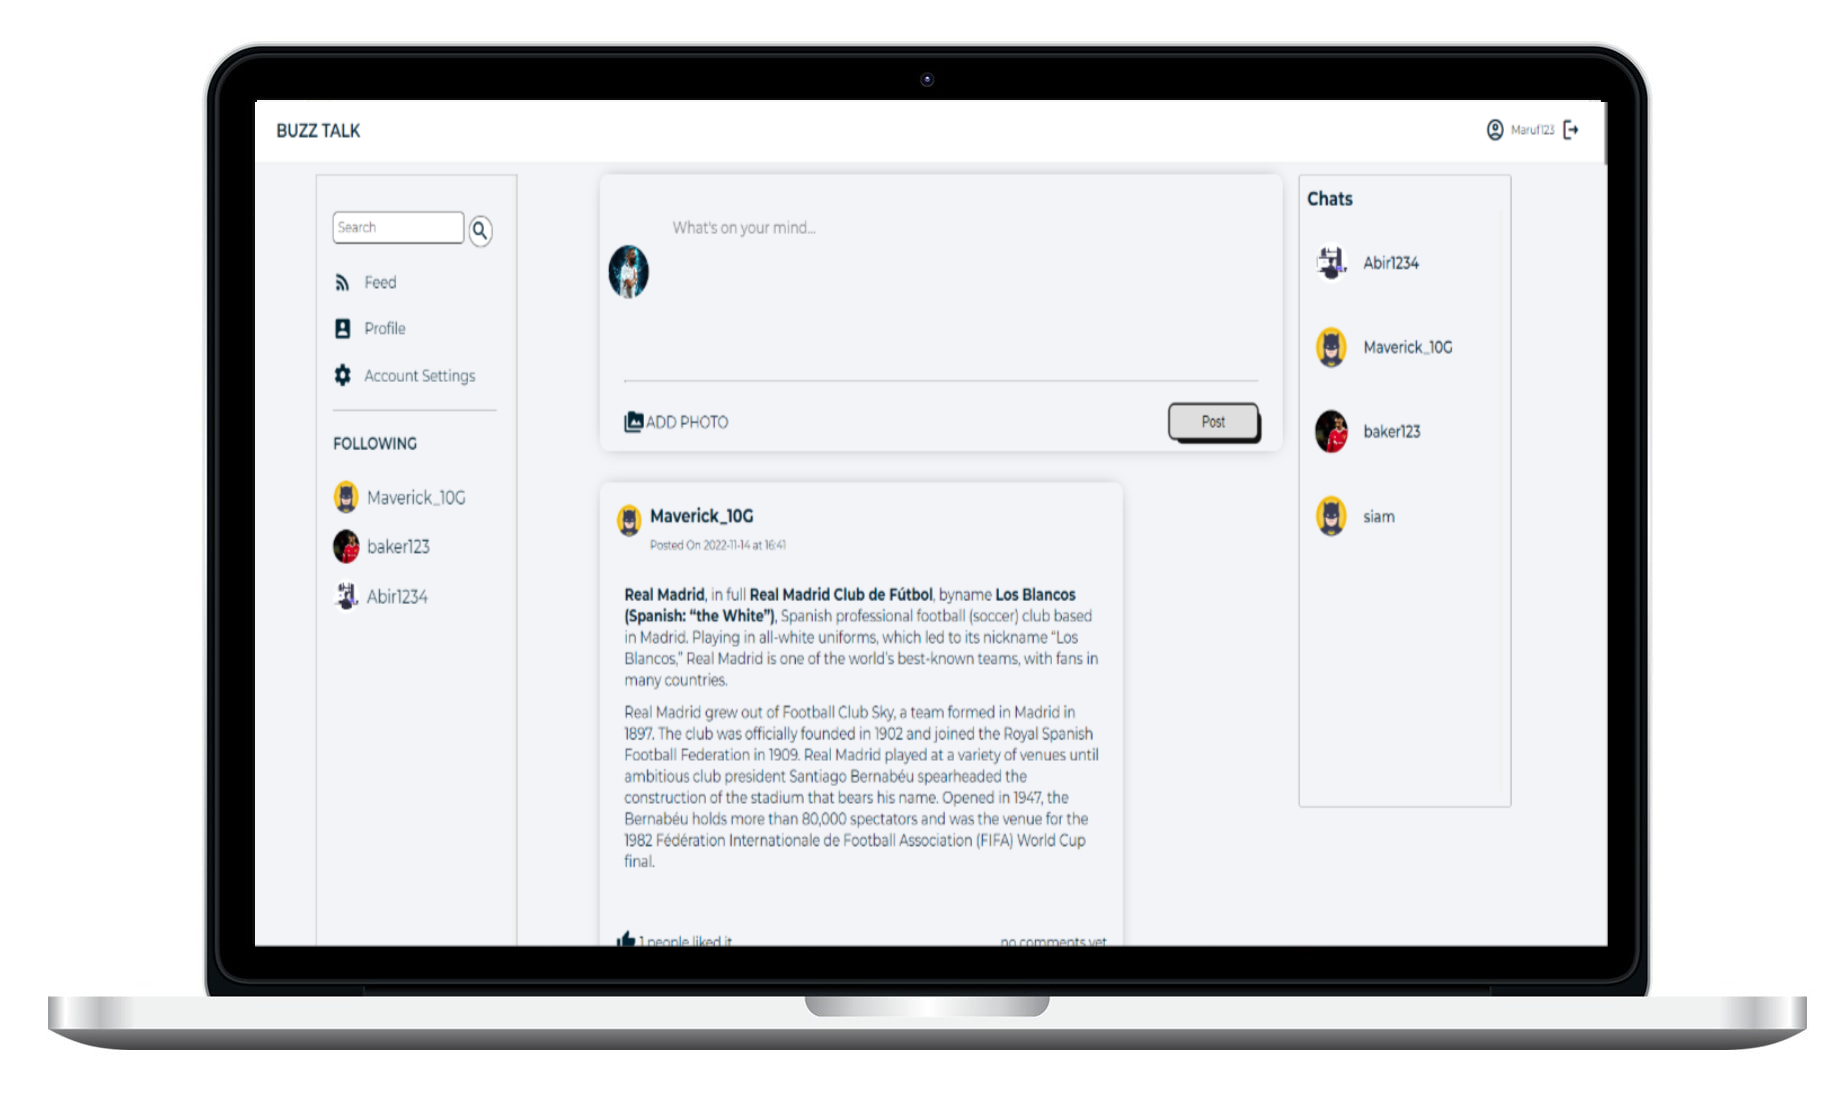 BUZZ TALK
Maruf123
Search
Feed
Profile
Account Settings
FOLLOWING
Maverick_10G
baker123
Abir1234
What's on your mind...
ADD PHOTO
Post
Maverick_10G
Posted On 2022-11-14 at 16:41
Real Madrid, in full Real Madrid Club de Fútbol, byname Los Blancos
(Spanish: “the White”), Spanish professional football (soccer) club based
in Madrid. Playing in all-white uniforms, which led to its nickname “Los
Blancos,” Real Madrid is one of the world’s best-known teams, with fans in
many countries.
Real Madrid grew out of Football Club Sky, a team formed in Madrid in
1897. The club was officially founded in 1902 and joined the Royal Spanish
Football Federation in 1909. Real Madrid played at a variety of venues until
ambitious club president Santiago Bernabéu spearheaded the
construction of the stadium that bears his name. Opened in 1947, the
Bernabéu holds more than 80,000 spectators and was the venue for the
1982 Fédération Internationale de Football Association (FIFA) World Cup
final.
1 people liked it
no comments yet
Chats
Abir1234
Maverick_10G
baker123
siam